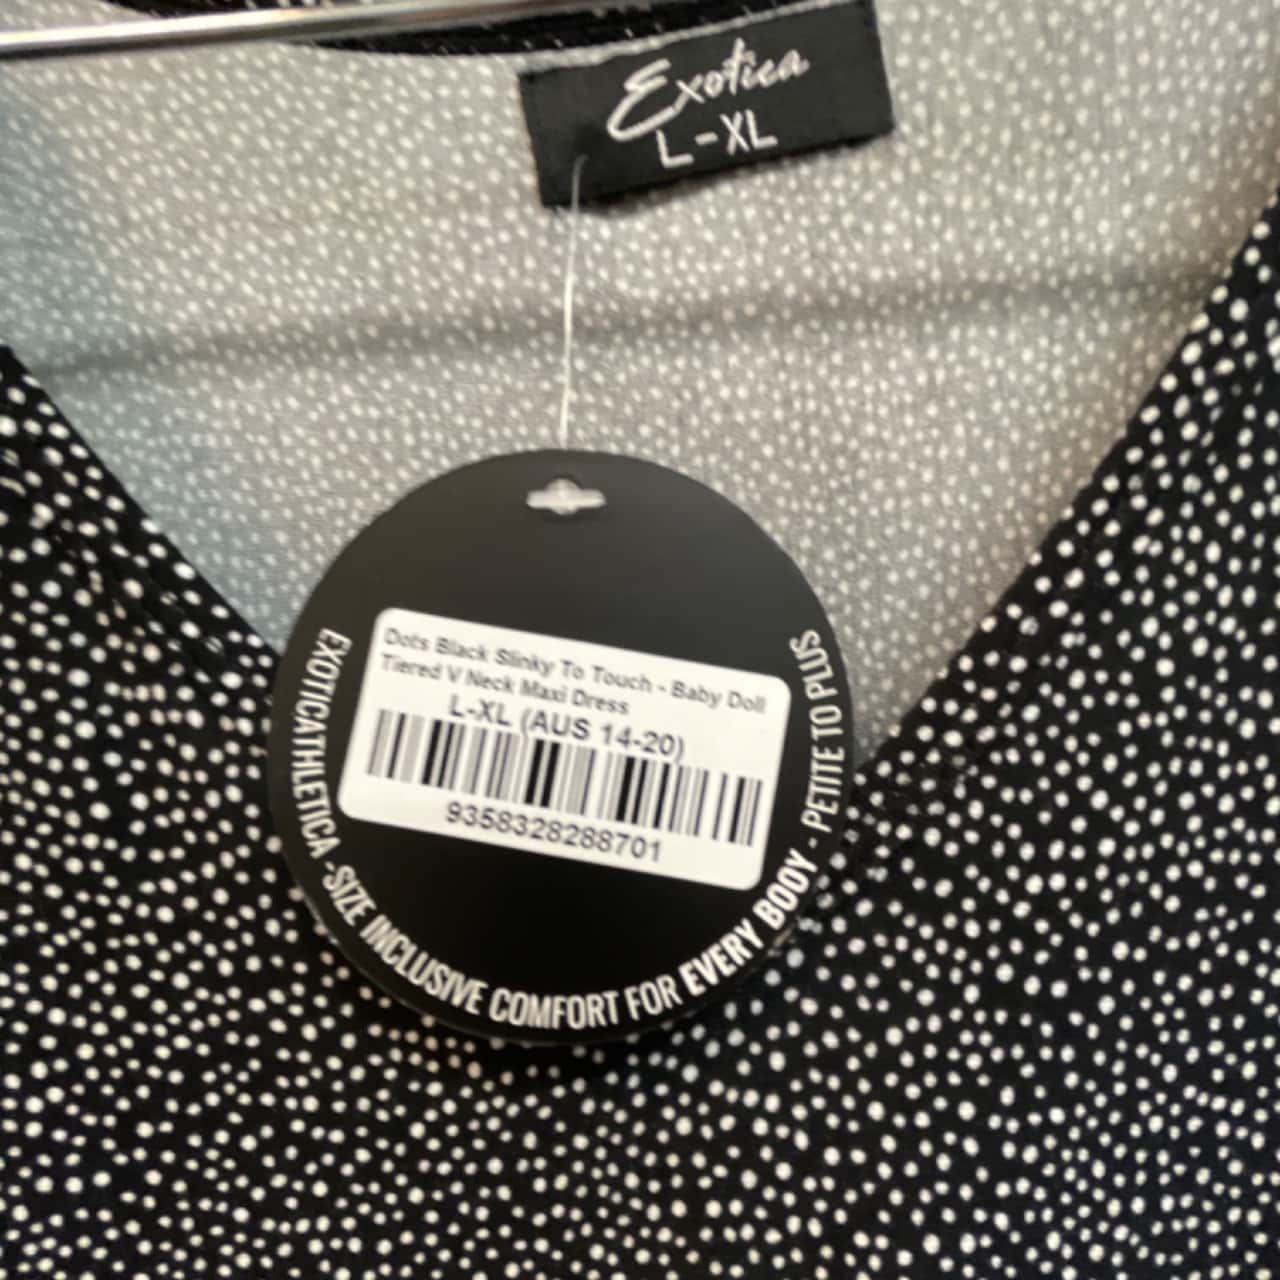 Exotica
L-XL
Dots Black Slinky To Touch - Baby Doll
Tiered V Neck Maxi Dress
L-XL (AUS 14-20)
9358328288701
EXOTICATHLETICA - SIZE INCLUSIVE COMFORT FOR EVERY BODY - PETITE TO PLUS